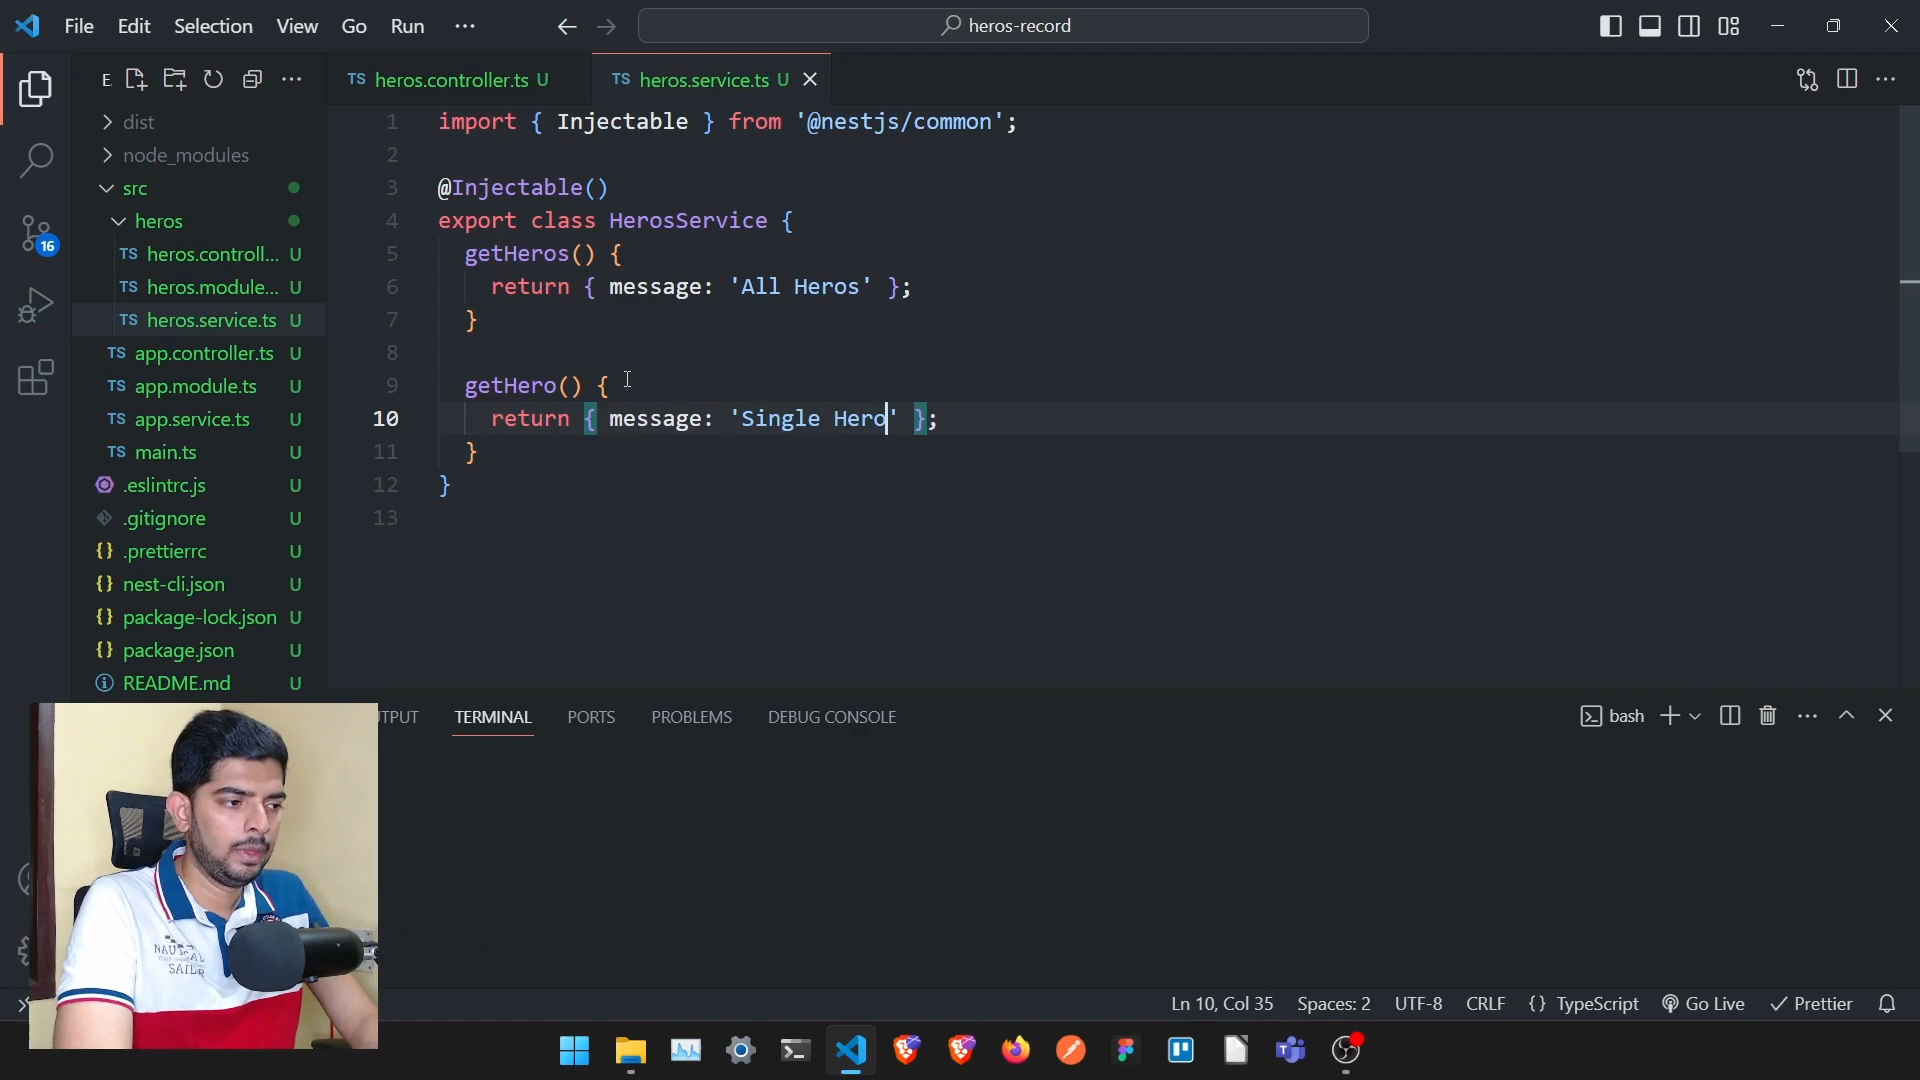 File Edit Selection View Go Run ··· heros-record
E ···
dist
node_modules
src
heros
TS heros.controll... U
TS heros.module... U
TS heros.service.ts U
TS app.controller.ts U
TS app.module.ts U
TS app.service.ts U
TS main.ts U
.eslintrc.js U
.gitignore U
{} .prettierrc U
{} nest-cli.json U
{} package-lock.json U
{} package.json U
README.md U
16
TS heros.controller.ts U TS heros.service.ts U
1 import { Injectable } from '@nestjs/common';
2
3 @Injectable()
4 export class HerosService {
5 getHeros() {
6 return { message: 'All Heros' };
7 }
8
9 getHero() {
10 return { message: 'Single Hero' };
11 }
12 }
13
TPUT TERMINAL PORTS PROBLEMS DEBUG CONSOLE bash ···
NAUTICAL
SAILR
Ln 10, Col 35 Spaces: 2 UTF-8 CRLF {} TypeScript Go Live Prettier